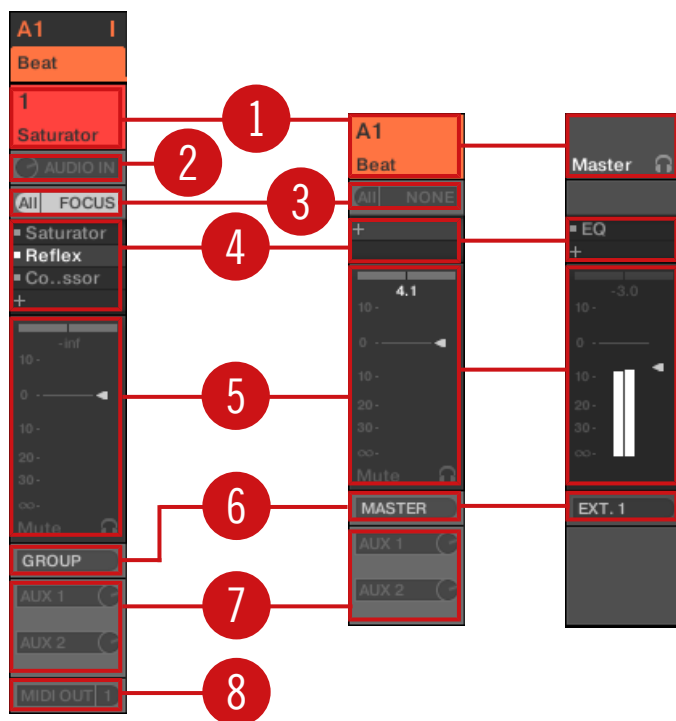 A1 I
Beat
1
Saturator
AUDIO IN
All FOCUS
Saturator
Reflex
Co..ssor
+
-inf
10 -
0 -
10 -
20 -
30 -
∞-
Mute
GROUP
AUX 1
AUX 2
MIDI OUT 1
1
2
3
4
5
6
7
8
A1
Beat
All NONE
+
4.1
10 -
0 -
10 -
20 -
30 -
∞-
Mute
MASTER
AUX 1
AUX 2
Master
EQ
+
-3.0
10 -
0 -
10 -
20 -
30 -
∞-
EXT. 1